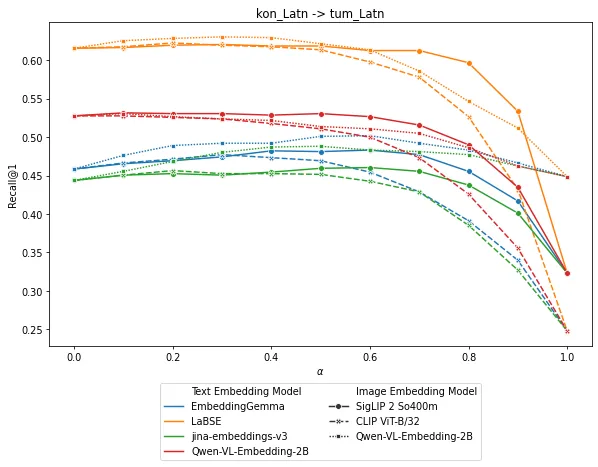 kon_Latn -> tum_Latn
Recall@1
0.60
0.55
0.50
0.45
0.40
0.35
0.30
0.25
0.0
0.2
0.4
0.6
0.8
1.0
α
Text Embedding Model
EmbeddingGemma
LaBSE
jina-embeddings-v3
Qwen-VL-Embedding-2B
Image Embedding Model
SigLIP 2 So400m
CLIP ViT-B/32
Qwen-VL-Embedding-2B